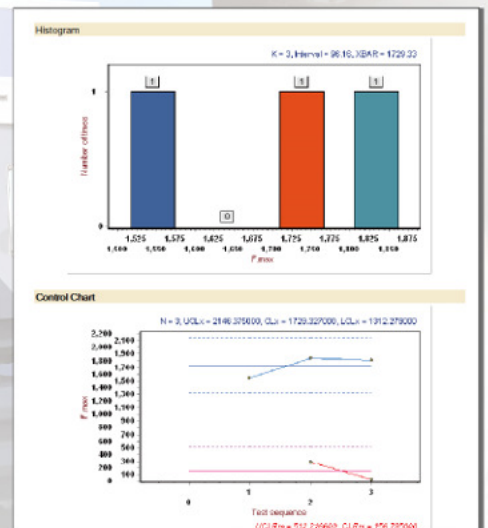 Histogram
K = 3, Interval = 96.16, XBAR = 1729.33
1 1 1
1
Number of times
0
0
1,525 1,575 1,625 1,675 1,725 1,775 1,825 1,875
1,500 1,550 1,600 1,650 1,700 1,750 1,800 1,850
P.max
Control Chart
N = 3, UCLx = 2146.375000, CLx = 1729.327000, LCLx = 1312.279000
2,200
2,100
2,000
1,900
1,800
1,700
1,600
1,500
1,400
1,300
1,200
1,100
1,000
900
800
700
600
500
400
300
200
100
P.max
0 1 2 3
Test sequence